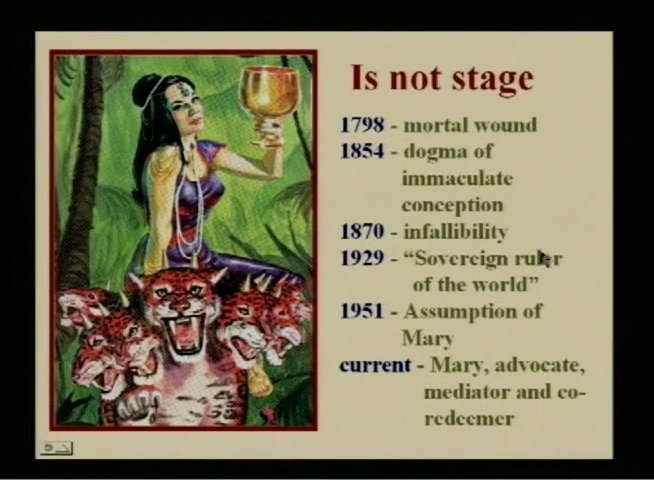 Is not stage
1798 - mortal wound
1854 - dogma of
immaculate
conception
1870 - infallibility
1929 - “Sovereign ruler
of the world”
1951 - Assumption of
Mary
current - Mary, advocate,
mediator and co-
redeemer